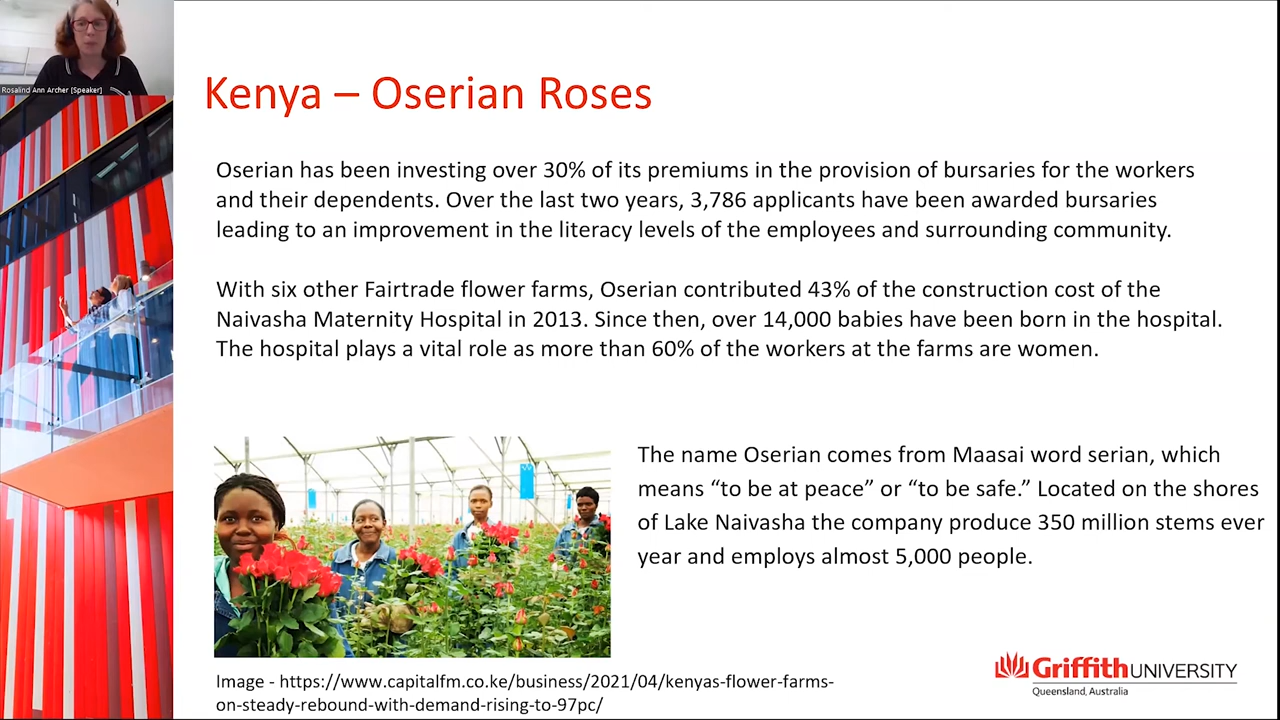 Rosalind Ann Archer [Speaker]
Kenya – Oserian Roses
Oserian has been investing over 30% of its premiums in the provision of bursaries for the workers
and their dependents. Over the last two years, 3,786 applicants have been awarded bursaries
leading to an improvement in the literacy levels of the employees and surrounding community.
With six other Fairtrade flower farms, Oserian contributed 43% of the construction cost of the
Naivasha Maternity Hospital in 2013. Since then, over 14,000 babies have been born in the hospital.
The hospital plays a vital role as more than 60% of the workers at the farms are women.
The name Oserian comes from Maasai word serian, which
means “to be at peace” or “to be safe.” Located on the shores
of Lake Naivasha the company produce 350 million stems ever
year and employs almost 5,000 people.
Image - https://www.capitalfm.co.ke/business/2021/04/kenyas-flower-farms-
on-steady-rebound-with-demand-rising-to-97pc/
Griffith UNIVERSITY
Queensland, Australia